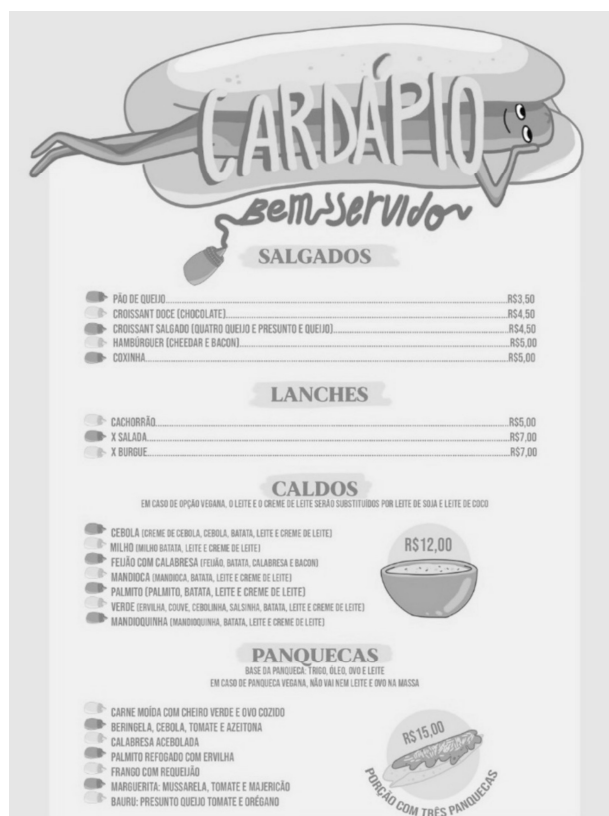 CARDÁPIO
Bem Servido
SALGADOS
PÃO DE QUEIJO R$3,50
CROISSANT DOCE (CHOCOLATE) R$4,50
CROISSANT SALGADO (QUATRO QUEIJO E PRESUNTO E QUEIJO) R$4,50
HAMBÚRGUER (CHEEDAR E BACON) R$5,00
COXINHA R$5,00
LANCHES
CACHORRÃO R$5,00
X SALADA R$7,00
X BURGUE R$7,00
CALDOS
EM CASO DE OPÇÃO VEGANA, O LEITE E O CREME DE LEITE SERÃO SUBSTITUÍDOS POR LEITE DE SOJA E LEITE DE COCO
CEBOLA (CREME DE CEBOLA, CEBOLA, BATATA, LEITE E CREME DE LEITE)
MILHO (MILHO BATATA, LEITE E CREME DE LEITE)
FEIJÃO COM CALABRESA (FEIJÃO, BATATA, CALABRESA E BACON)
MANDIOCA (MANDIOCA, BATATA, LEITE E CREME DE LEITE)
PALMITO (PALMITO, BATATA, LEITE E CREME DE LEITE)
VERDE (ERVILHA, COUVE, CEBOLINHA, SALSINHA, BATATA, LEITE E CREME DE LEITE)
MANDIOQUINHA (MANDIOQUINHA, BATATA, LEITE E CREME DE LEITE)
R$12,00
PANQUECAS
BASE DA PANQUECA: TRIGO, ÓLEO, OVO E LEITE
EM CASO DE PANQUECA VEGANA, NÃO VAI NEM LEITE E OVO NA MASSA
CARNE MOÍDA COM CHEIRO VERDE E OVO COZIDO
BERINGELA, CEBOLA, TOMATE E AZEITONA
CALABRESA ACEBOLADA
PALMITO REFOGADO COM ERVILHA
FRANGO COM REQUEIJÃO
MARGUERITA: MUSSARELA, TOMATE E MAJERICÃO
BAURU: PRESUNTO QUEIJO TOMATE E ORÉGANO
R$15,00
PORÇÃO COM TRÊS PANQUECAS